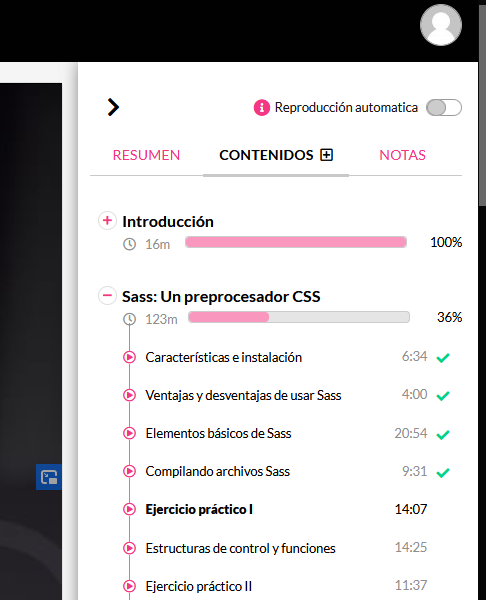 Reproducción automatica
RESUMEN CONTENIDOS NOTAS
Introducción
16m 100%
Sass: Un preprocesador CSS
123m 36%
Características e instalación 6:34
Ventajas y desventajas de usar Sass 4:00
Elementos básicos de Sass 20:54
Compilando archivos Sass 9:31
Ejercicio práctico I 14:07
Estructuras de control y funciones 14:25
Ejercicio práctico II 11:37